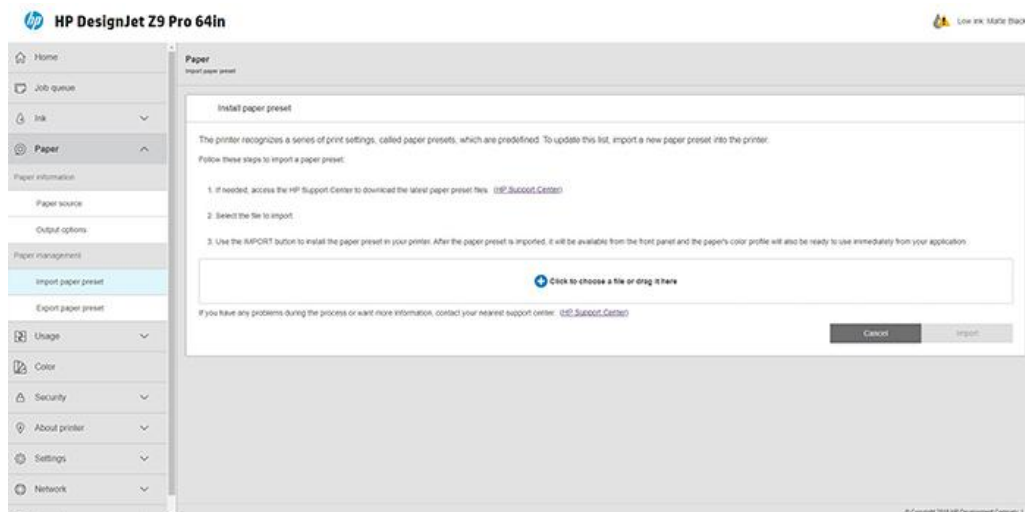 hp HP DesignJet Z9 Pro 64in
Low ink: Matte Black
Home
Job queue
Ink
Paper
Paper information
Paper source
Output options
Paper management
Import paper preset
Export paper preset
Usage
Color
Security
About printer
Settings
Network
Paper
Import paper preset
Install paper preset
The printer recognizes a series of print settings, called paper presets, which are predefined. To update this list, import a new paper preset into the printer.
Follow these steps to import a paper preset:
1. If needed, access the HP Support Center to download the latest paper preset files. (HP Support Center)
2. Select the file to import
3. Use the IMPORT button to install the paper preset in your printer. After the paper preset is imported, it will be available from the front panel and the paper's color profile will also be ready to use immediately from your application.
Click to choose a file or drag it here
If you have any problems during the process or want more information, contact your nearest support center. (HP Support Center)
Cancel
Import